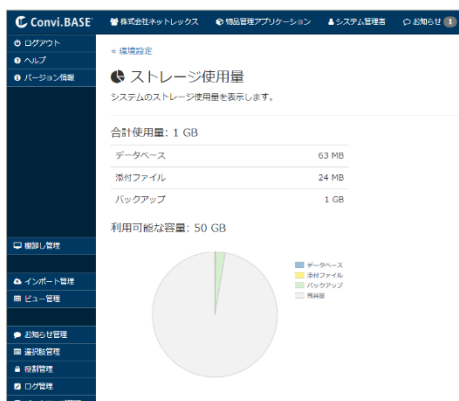 Convi.BASE 株式会社ネットレックス 物品管理アプリケーション システム管理者 お知らせ 1
ログアウト
ヘルプ
バージョン情報
棚卸し管理
インポート管理
ビュー管理
お知らせ管理
選択肢管理
役割管理
ログ管理
« 環境設定
ストレージ使用量
システムのストレージ使用量を表示します。
合計使用量: 1 GB
データベース 63 MB
添付ファイル 24 MB
バックアップ 1 GB
利用可能な容量: 50 GB
データベース
添付ファイル
バックアップ
残容量